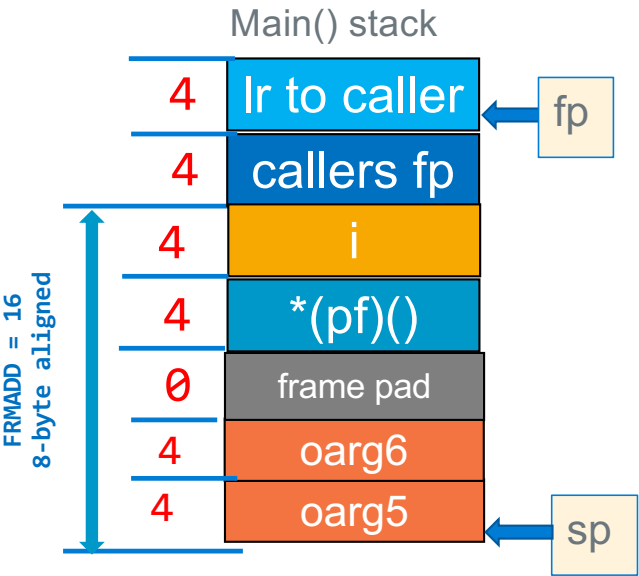 Main() stack
4
lr to caller
fp
4
callers fp
4
i
4
*(pf)()
FRMADD = 16
8-byte aligned
0
frame pad
4
oarg6
4
oarg5
sp